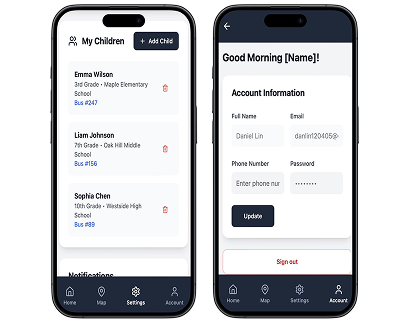 My Children
+ Add Child
Emma Wilson
3rd Grade • Maple Elementary
School
Bus #247
Liam Johnson
7th Grade • Oak Hill Middle
School
Bus #156
Sophia Chen
10th Grade • Westside High
School
Bus #89
Notifications
Home Map Settings Account
Good Morning [Name]!
Account Information
Full Name Email
Daniel Lin danlin120405@
Phone Number Password
Enter phone nur ••••••••
Update
Sign out
Home Map Settings Account